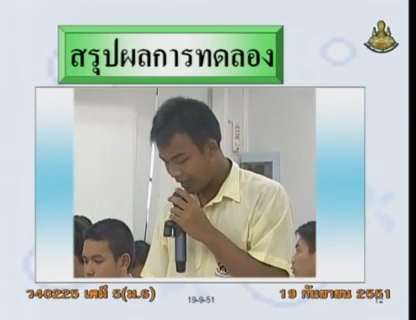 สรุปผลการทดลอง
ว40225 เคมี 5(ม.6)
19-9-51
19 กันยายน 2551
12